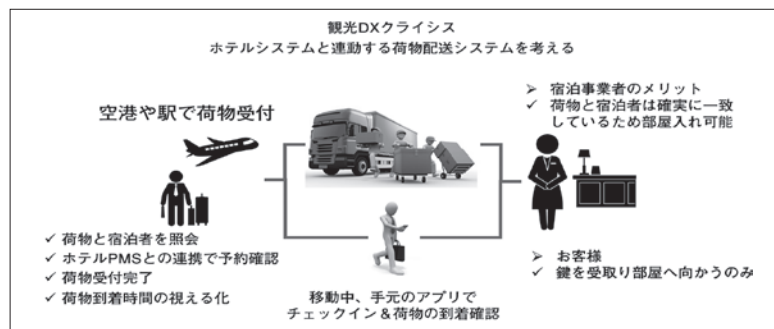 観光DXクライシス
ホテルシステムと連動する荷物配送システムを考える
空港や駅で荷物受付
✓ 荷物と宿泊者を照会
✓ ホテルPMSとの連携で予約確認
✓ 荷物受付完了
✓ 荷物到着時間の視える化
移動中、手元のアプリで
チェックイン＆荷物の到着確認
➢ 宿泊事業者のメリット
✓ 荷物と宿泊者は確実に一致
しているため部屋入れ可能
➢ お客様
✓ 鍵を受取り部屋へ向かうのみ